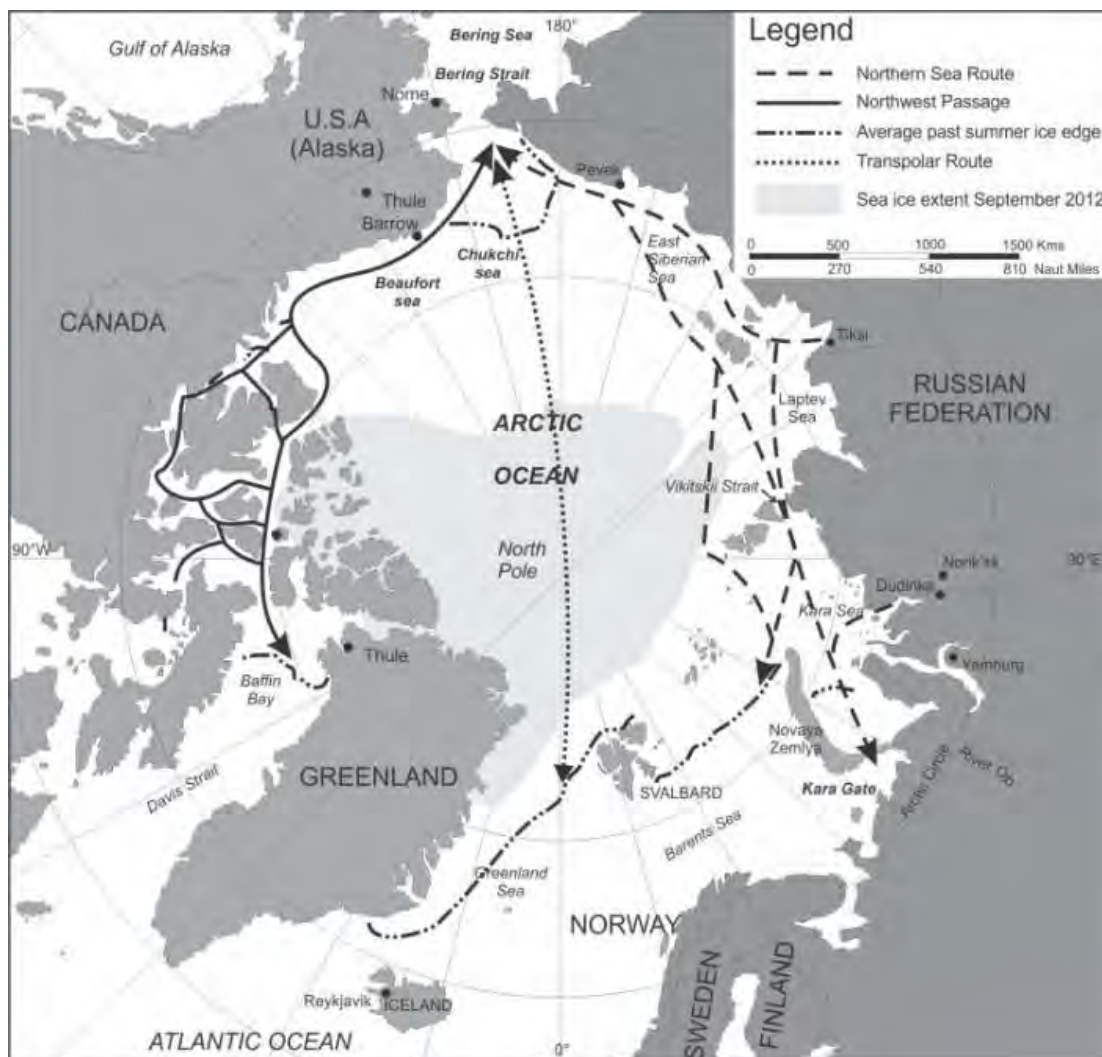 Gulf of Alaska
Bering Sea
180°
Bering Strait
Nome
U.S.A
(Alaska)
Pevek
Thule
Barrow
Chukchi
sea
East
Siberian
Sea
Beaufort
sea
CANADA
Tiksi
RUSSIAN
FEDERATION
Laptev
Sea
ARCTIC
OCEAN
Vikitskii Strait
North
Pole
90°W
90°E
Noril'sk
Dudinka
Kara Sea
Yamburg
Thule
Baffin
Bay
Novaya
Zemlya
Davis Strait
GREENLAND
SVALBARD
Kara Gate
Arctic Circle
River Ob
Barents Sea
Greenland
Sea
NORWAY
SWEDEN
FINLAND
Reykjavik
ICELAND
ATLANTIC OCEAN
0°
Legend
Northern Sea Route
Northwest Passage
Average past summer ice edge
Transpolar Route
Sea ice extent September 2012
0 500 1000 1500 Kms
0 270 540 810 Naut Miles